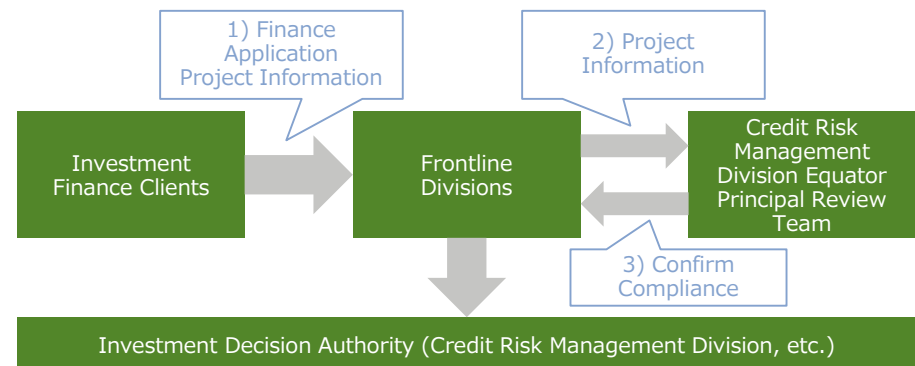 1) Finance
Application
Project Information
2) Project
Information
Investment
Finance Clients
Frontline
Divisions
Credit Risk
Management
Division Equator
Principal Review
Team
3) Confirm
Compliance
Investment Decision Authority (Credit Risk Management Division, etc.)